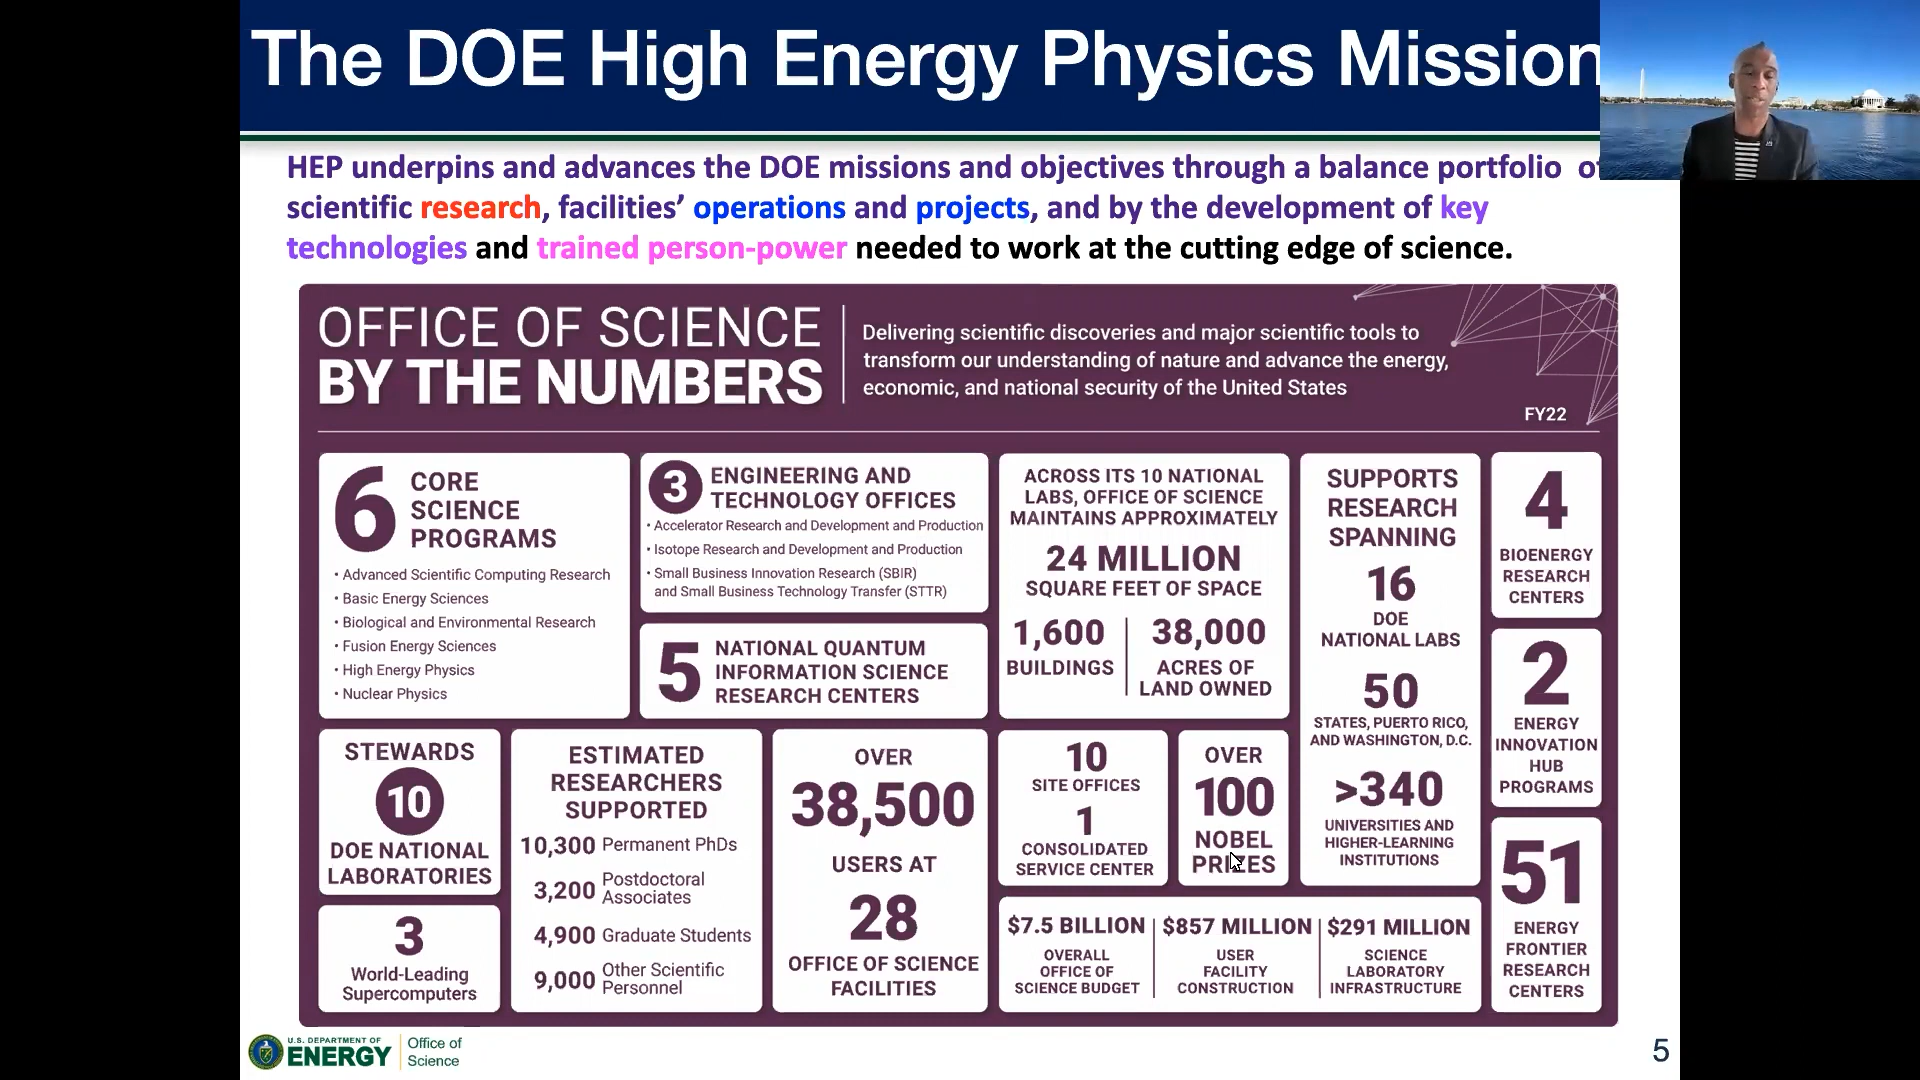 The DOE High Energy Physics Mission
HEP underpins and advances the DOE missions and objectives through a balance portfolio of
scientific research, facilities' operations and projects, and by the development of key
technologies and trained person-power needed to work at the cutting edge of science.
OFFICE OF SCIENCE
BY THE NUMBERS
Delivering scientific discoveries and major scientific tools to
transform our understanding of nature and advance the energy,
economic, and national security of the United States
FY22
6
CORE
SCIENCE
PROGRAMS
• Advanced Scientific Computing Research
• Basic Energy Sciences
• Biological and Environmental Research
• Fusion Energy Sciences
• High Energy Physics
• Nuclear Physics
3
ENGINEERING AND
TECHNOLOGY OFFICES
• Accelerator Research and Development and Production
• Isotope Research and Development and Production
• Small Business Innovation Research (SBIR)
and Small Business Technology Transfer (STTR)
5
NATIONAL QUANTUM
INFORMATION SCIENCE
RESEARCH CENTERS
ACROSS ITS 10 NATIONAL
LABS, OFFICE OF SCIENCE
MAINTAINS APPROXIMATELY
24 MILLION
SQUARE FEET OF SPACE
1,600
BUILDINGS
38,000
ACRES OF
LAND OWNED
SUPPORTS
RESEARCH
SPANNING
16
DOE
NATIONAL LABS
50
STATES, PUERTO RICO,
AND WASHINGTON, D.C.
>340
UNIVERSITIES AND
HIGHER-LEARNING
INSTITUTIONS
4
BIOENERGY
RESEARCH
CENTERS
2
ENERGY
INNOVATION
HUB
PROGRAMS
51
ENERGY
FRONTIER
RESEARCH
CENTERS
STEWARDS
10
DOE NATIONAL
LABORATORIES
3
World-Leading
Supercomputers
ESTIMATED
RESEARCHERS
SUPPORTED
10,300 Permanent PhDs
3,200 Postdoctoral
Associates
4,900 Graduate Students
9,000 Other Scientific
Personnel
OVER
38,500
USERS AT
28
OFFICE OF SCIENCE
FACILITIES
10
SITE OFFICES
1
CONSOLIDATED
SERVICE CENTER
OVER
100
NOBEL
PRIZES
$7.5 BILLION
OVERALL
OFFICE OF
SCIENCE BUDGET
$857 MILLION
USER
FACILITY
CONSTRUCTION
$291 MILLION
SCIENCE
LABORATORY
INFRASTRUCTURE
U.S. DEPARTMENT OF
ENERGY
Office of
Science
5